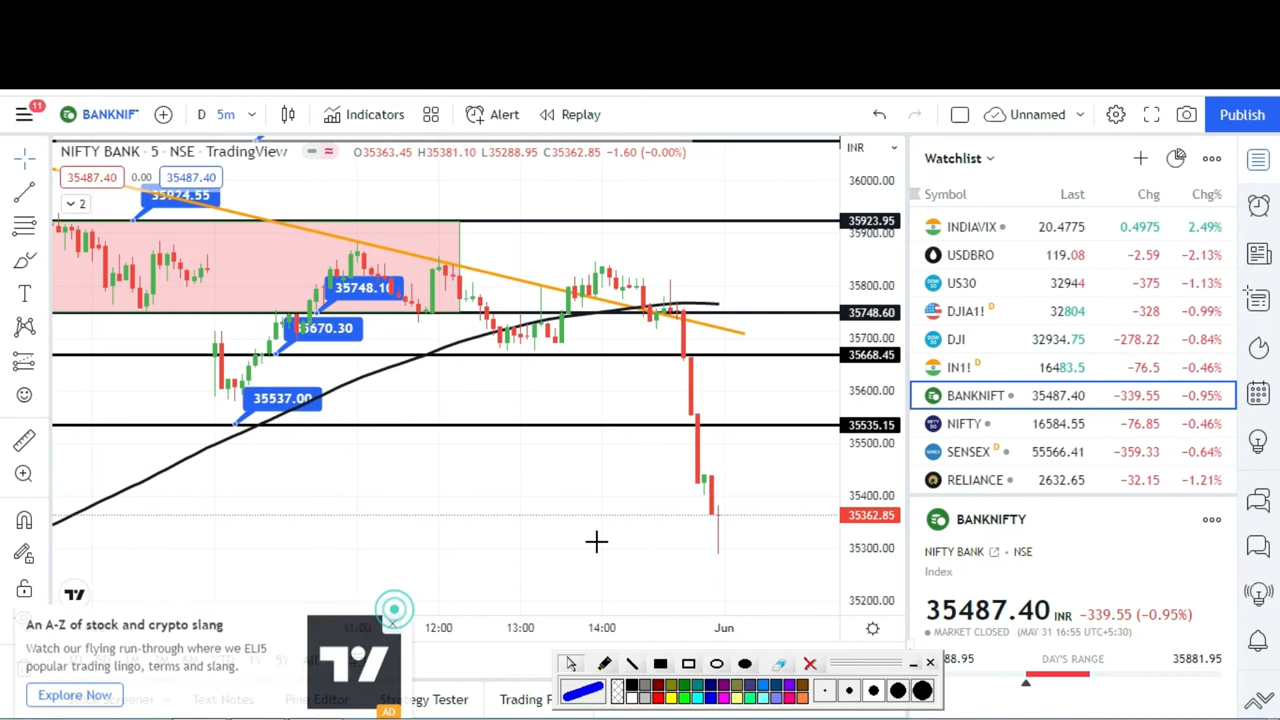 11
BANKNIF
D 5m
Indicators
Alert
Replay
Unnamed
Publish
NIFTY BANK · 5 · NSE · TradingView
O35363.45 H35381.10 L35288.95 C35362.85 −1.60 (−0.00%)
INR
35487.40 0.00 35487.40
2
35924.55
35748.10
35670.30
35537.00
36000.00
35923.95
35900.00
35800.00
35748.60
35700.00
35668.45
35600.00
35535.15
35500.00
35400.00
35362.85
35300.00
35200.00
12:00 13:00 14:00 Jun
Watchlist
Symbol Last Chg Chg%
INDIAVIX 20.4775 0.4975 2.49%
USDBRO 119.08 −2.59 −2.13%
US30 32944 −375 −1.13%
DJIA1! D 32804 −328 −0.99%
DJI 32934.75 −278.22 −0.84%
IN1! D 16483.5 −76.5 −0.46%
BANKNIFT 35487.40 −339.55 −0.95%
NIFTY 16584.55 −76.85 −0.46%
SENSEX D 55566.41 −359.33 −0.64%
RELIANCE 2632.65 −32.15 −1.21%
BANKNIFTY
NIFTY BANK · NSE
Index
35487.40 INR −339.55 (−0.95%)
MARKET CLOSED (MAY 31 16:55 UTC+5:30)
88.95 DAY'S RANGE 35881.95
An A-Z of stock and crypto slang
Watch our flying run-through where we ELI5
popular trading lingo, terms and slang.
Explore Now
AD
Strategy Tester
Trading